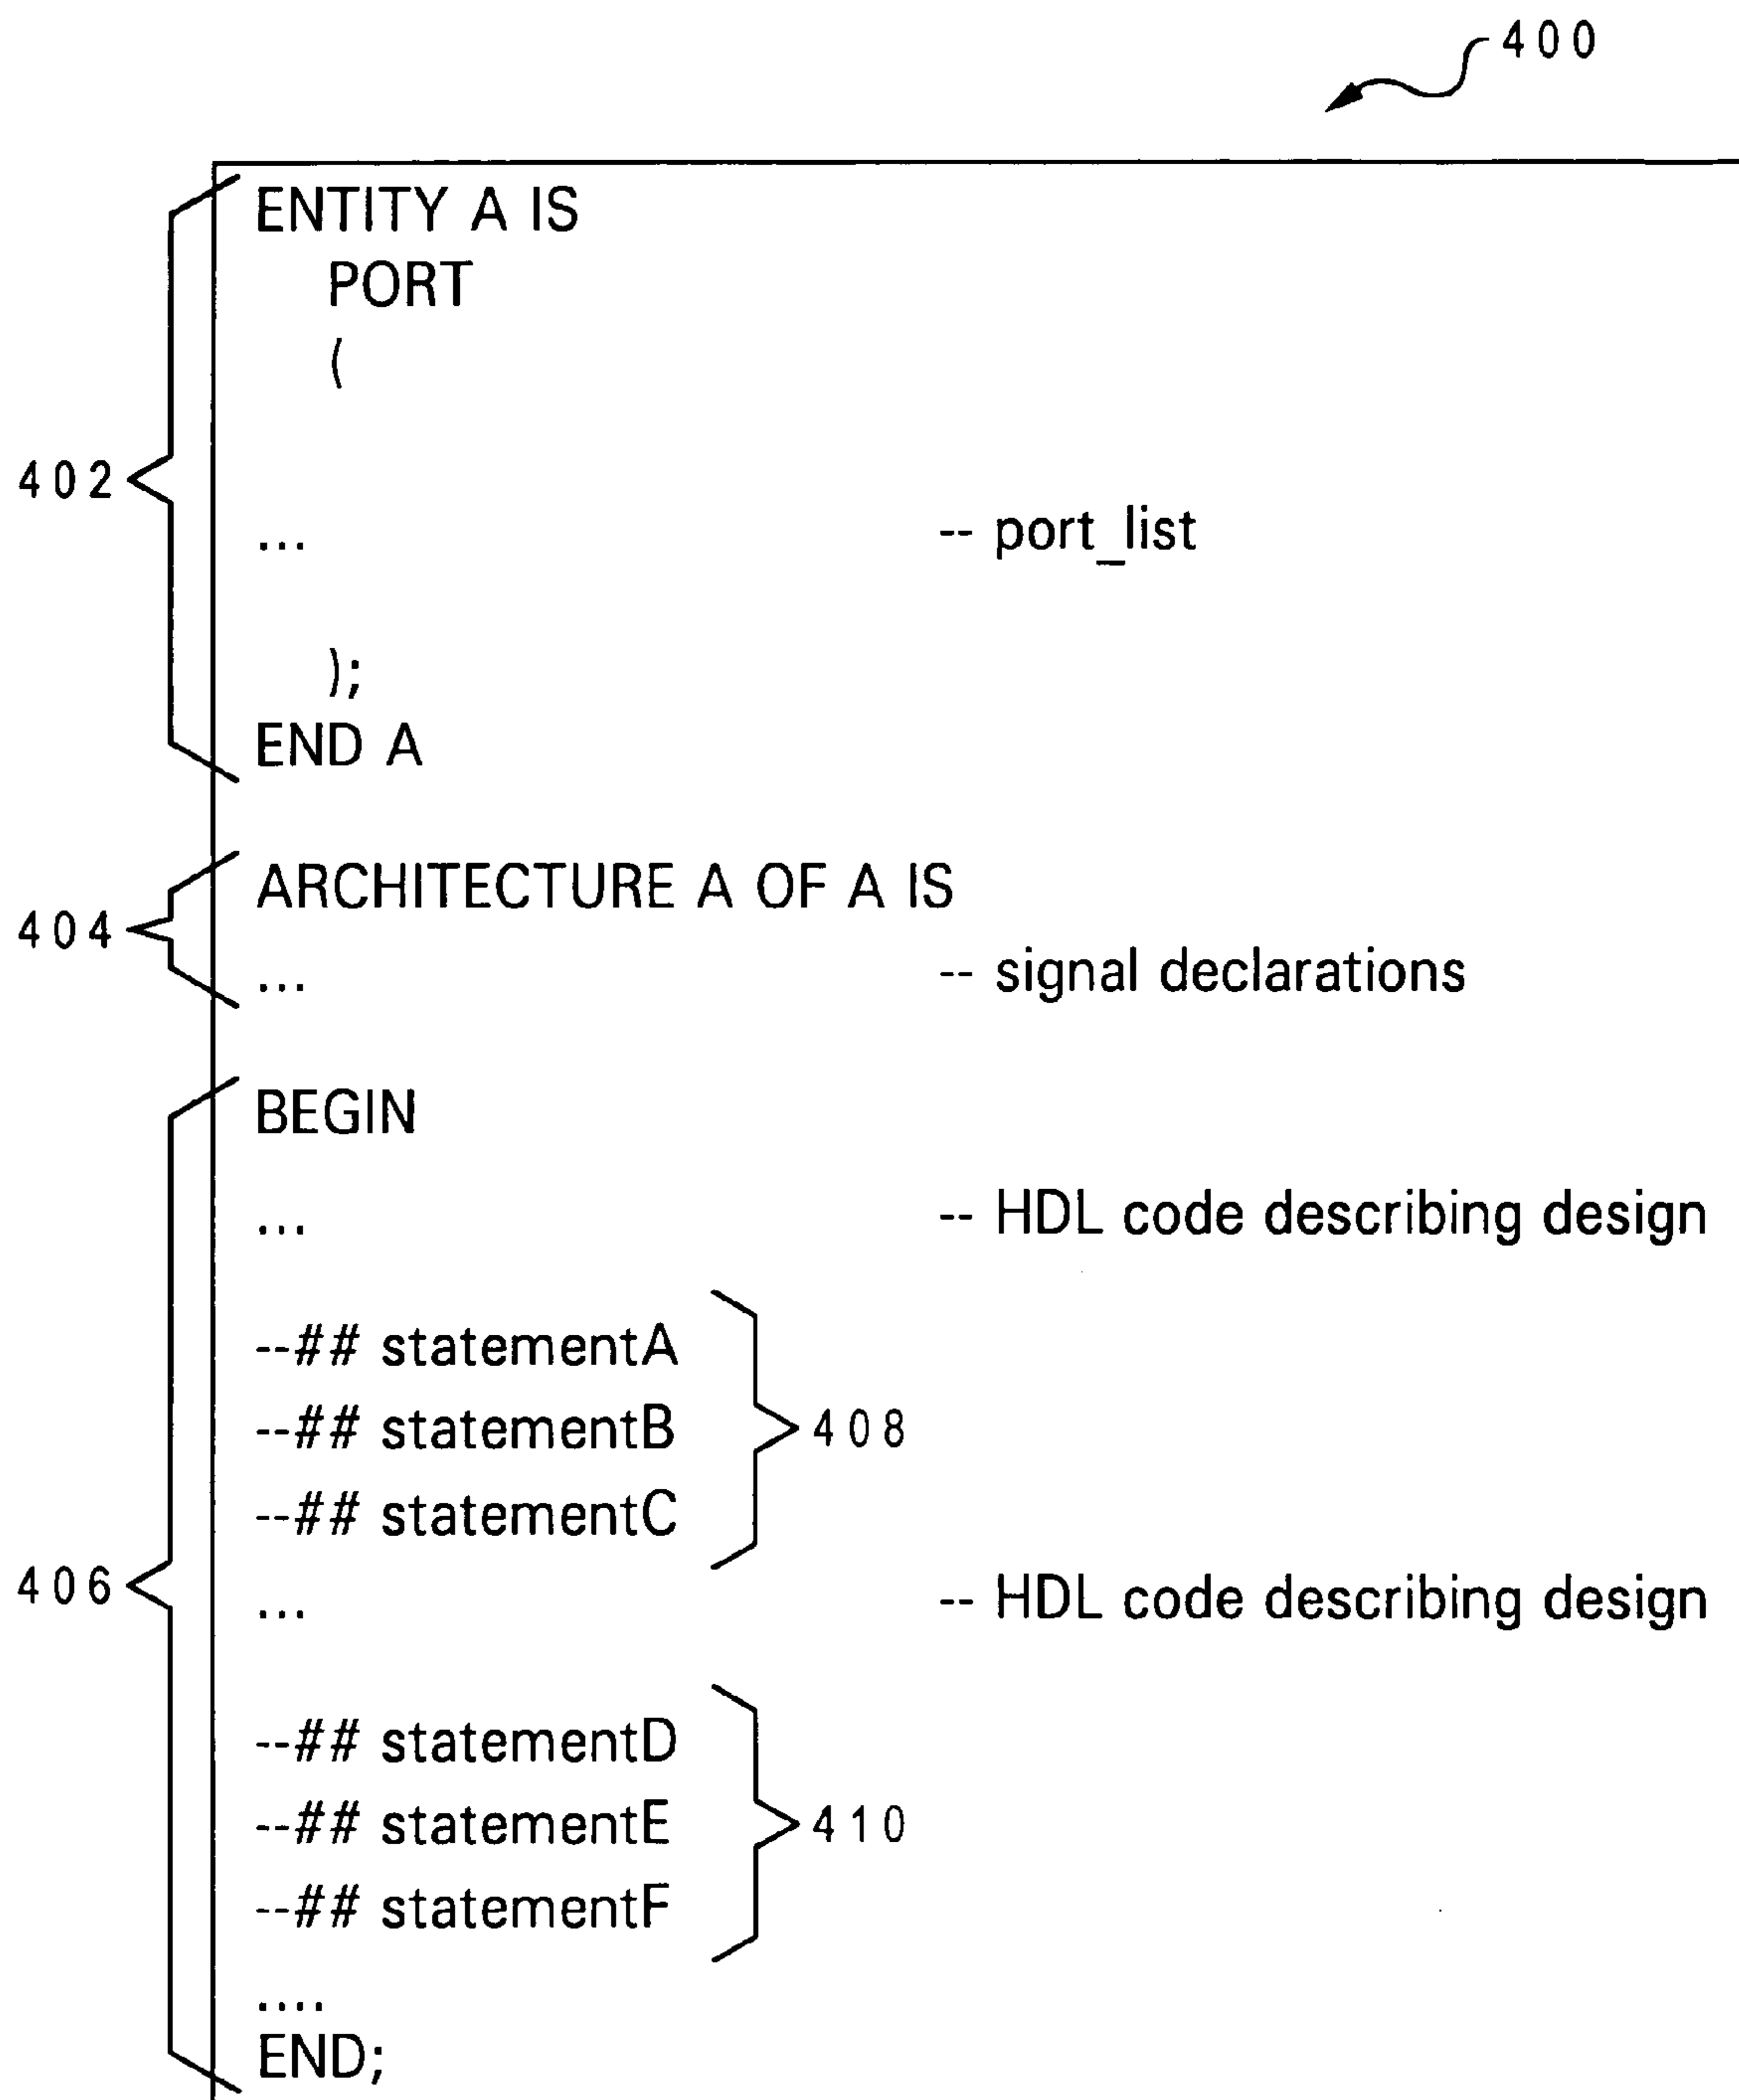 400
ENTITY A IS
PORT
(
402
... -- port_list
);
END A
ARCHITECTURE A OF A IS
404
... -- signal declarations
BEGIN
... -- HDL code describing design
--## statementA
--## statementB 408
--## statementC
406
... -- HDL code describing design
--## statementD
--## statementE 410
--## statementF
....
END;